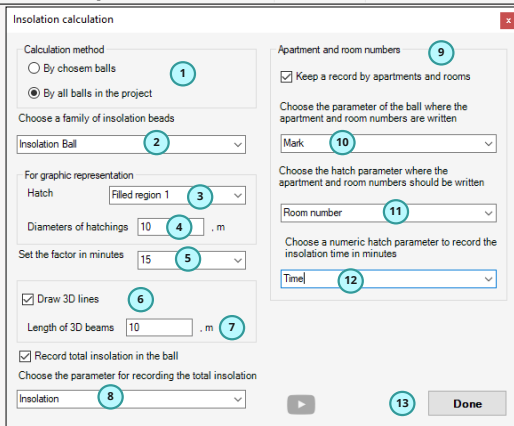 Insolation calculation
x
Calculation method
By chosem balls
1
By all balls in the project
Choose a family of insolation beads
Insolation Ball
2
For graphic representation
Hatch
Filled region 1
3
Diameters of hatchings
10
4
, m
Set the factor in minutes
15
5
Draw 3D lines
6
Length of 3D beams
10
, m
7
Record total insolation in the ball
Choose the parameter for recording the total insolation
Insolation
8
Apartment and room numbers
9
Keep a record by apartments and rooms
Choose the parameter of the ball where the
apartment and room numbers are written
Mark
10
Choose the hatch parameter where the
apartment and room numbers should be written
Room number
11
Choose a numeric hatch parameter to record the
insolation time in minutes
Time
12
13
Done